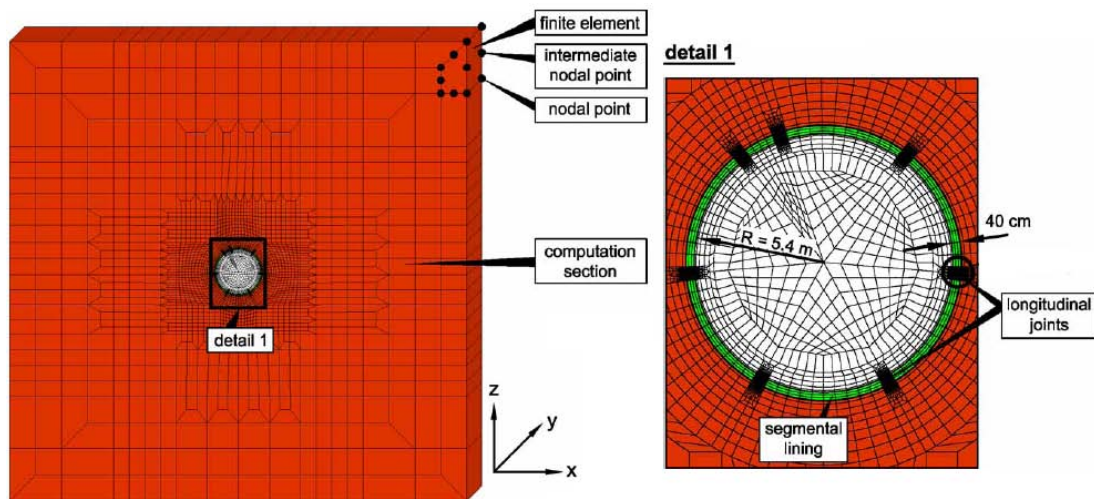 finite element
intermediate
nodal point
nodal point
computation
section
detail 1
z
y
x
detail 1
R = 5.4 m
40 cm
longitudinal
joints
segmental
lining